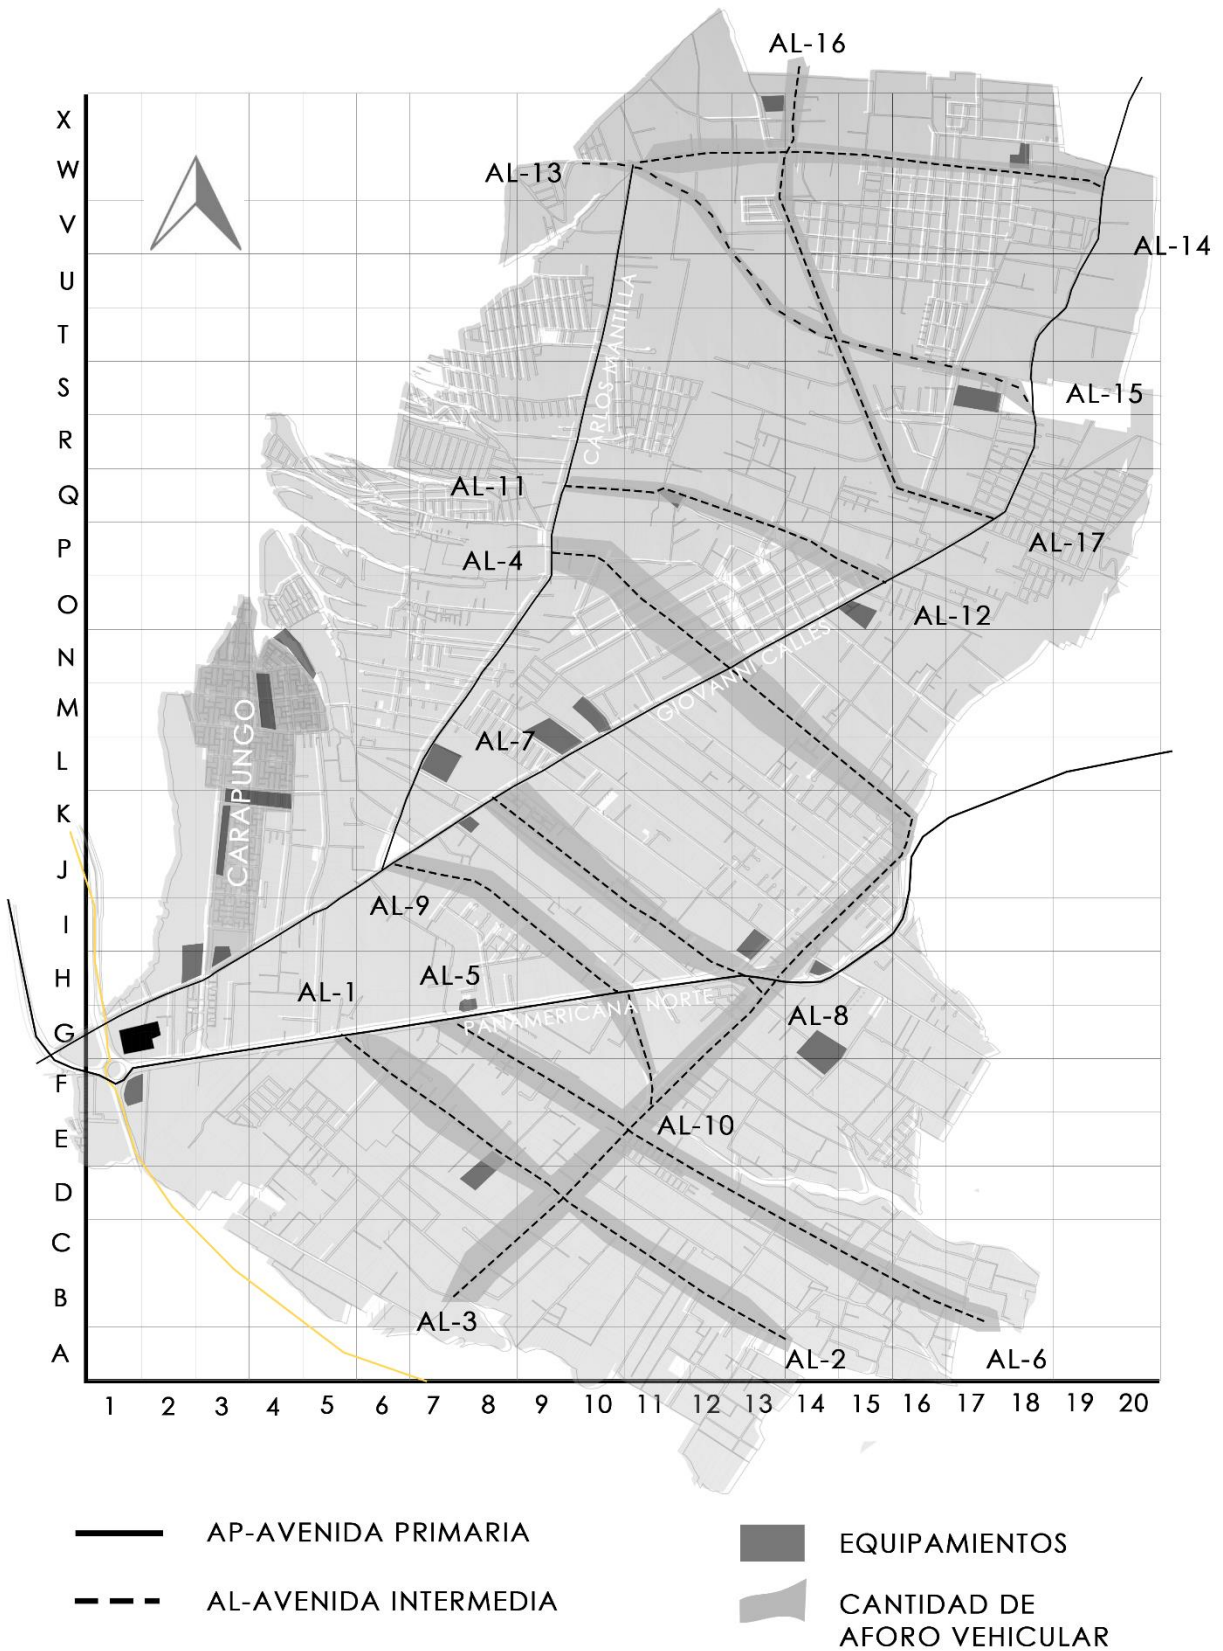 AL-16
X
W
AL-13
V
AL-14
U
T
CARLOS MANTILLA
S
AL-15
R
Q
AL-11
P
AL-4
AL-17
O
AL-12
N
GIOVANNI CALLES
M
CARAPUNGO
L
AL-7
K
J
AL-9
I
H
AL-5
AL-1
PANAMERICANA NORTE
G
AL-8
F
E
AL-10
D
C
B
AL-3
A
AL-2
AL-6
1 2 3 4 5 6 7 8 9 10 11 12 13 14 15 16 17 18 19 20
AP-AVENIDA PRIMARIA
EQUIPAMIENTOS
AL-AVENIDA INTERMEDIA
CANTIDAD DE
AFORO VEHICULAR